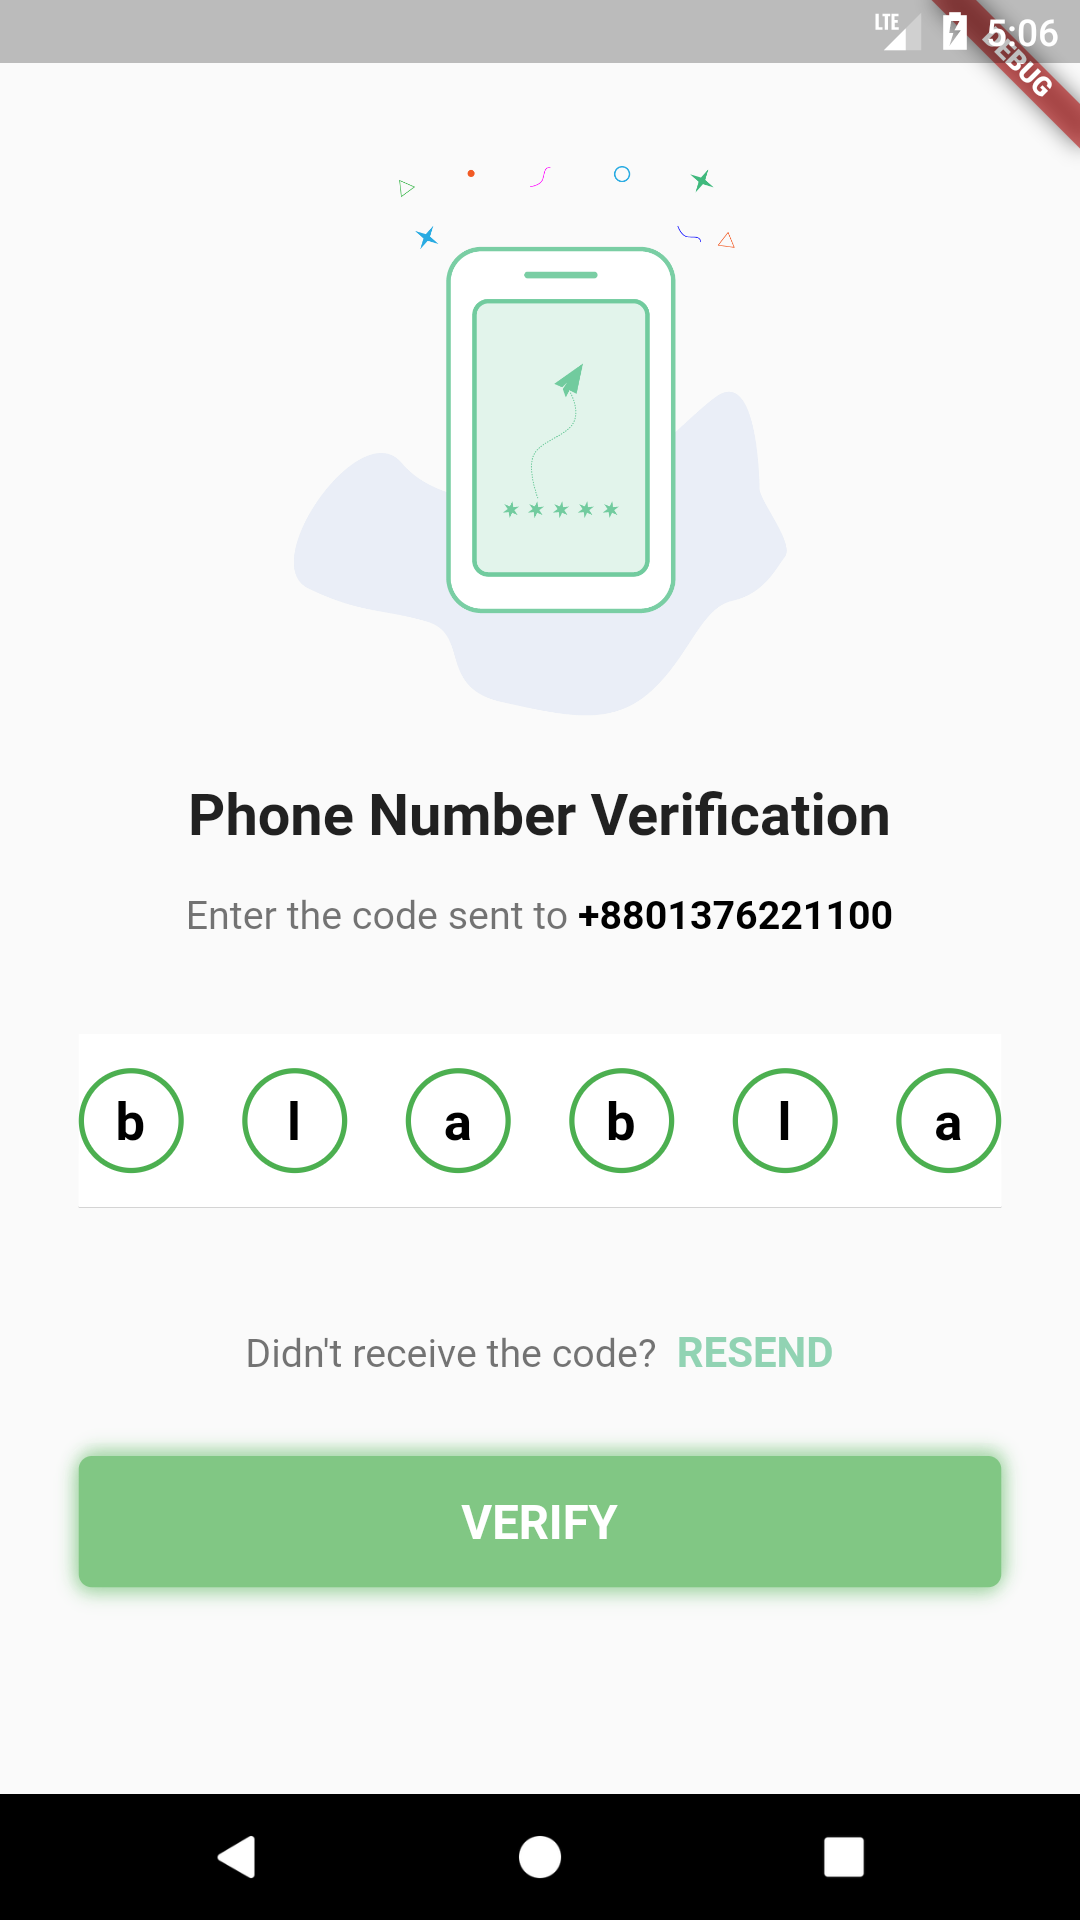 LTE 5:06
DEBUG
Phone Number Verification
Enter the code sent to +8801376221100
b l a b l a
Didn't receive the code? RESEND
VERIFY